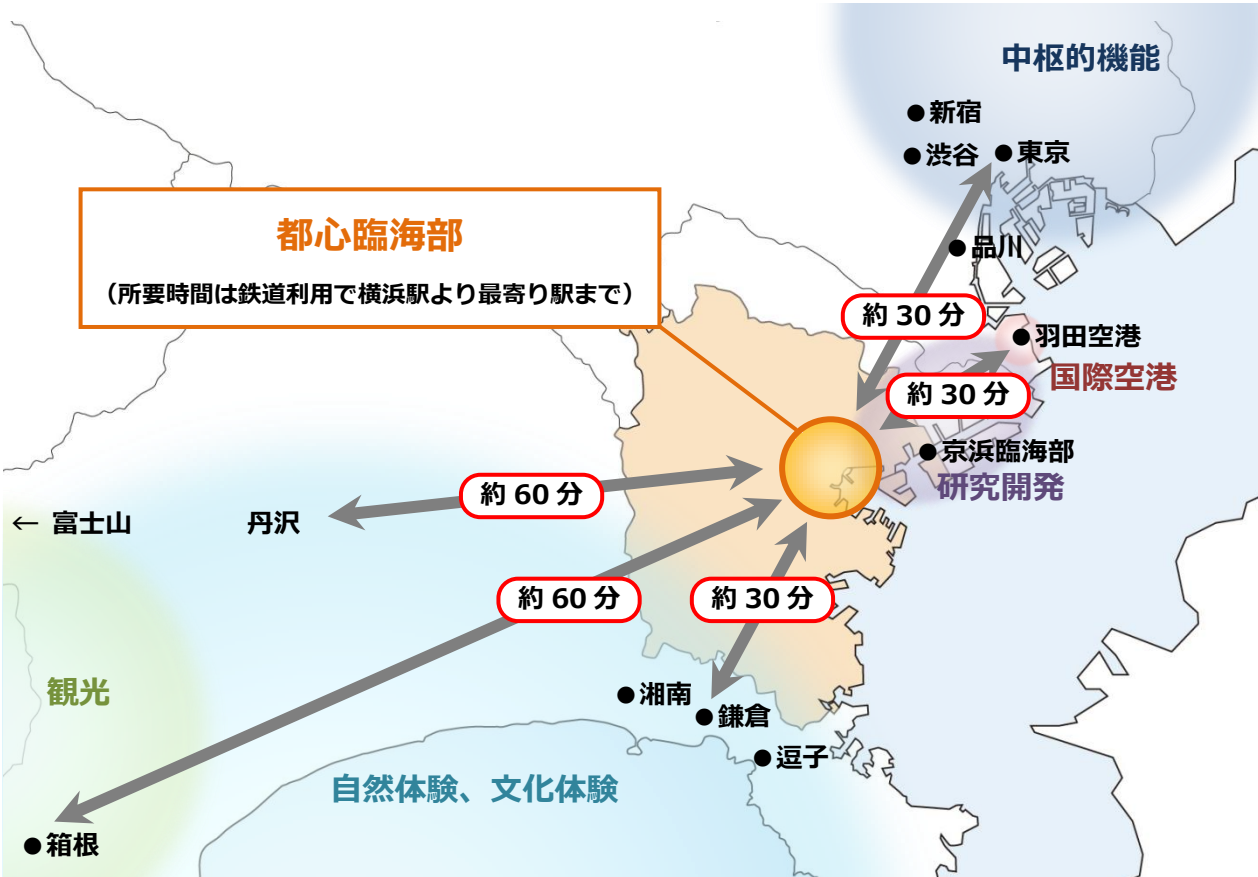 中枢的機能
●新宿
●渋谷
●東京
都心臨海部
（所要時間は鉄道利用で横浜駅より最寄り駅まで）
●品川
約 30 分
●羽田空港
国際空港
約 30 分
●京浜臨海部
研究開発
約 60 分
← 富士山
丹沢
約 60 分
約 30 分
観光
●湘南
●鎌倉
●逗子
自然体験、文化体験
●箱根